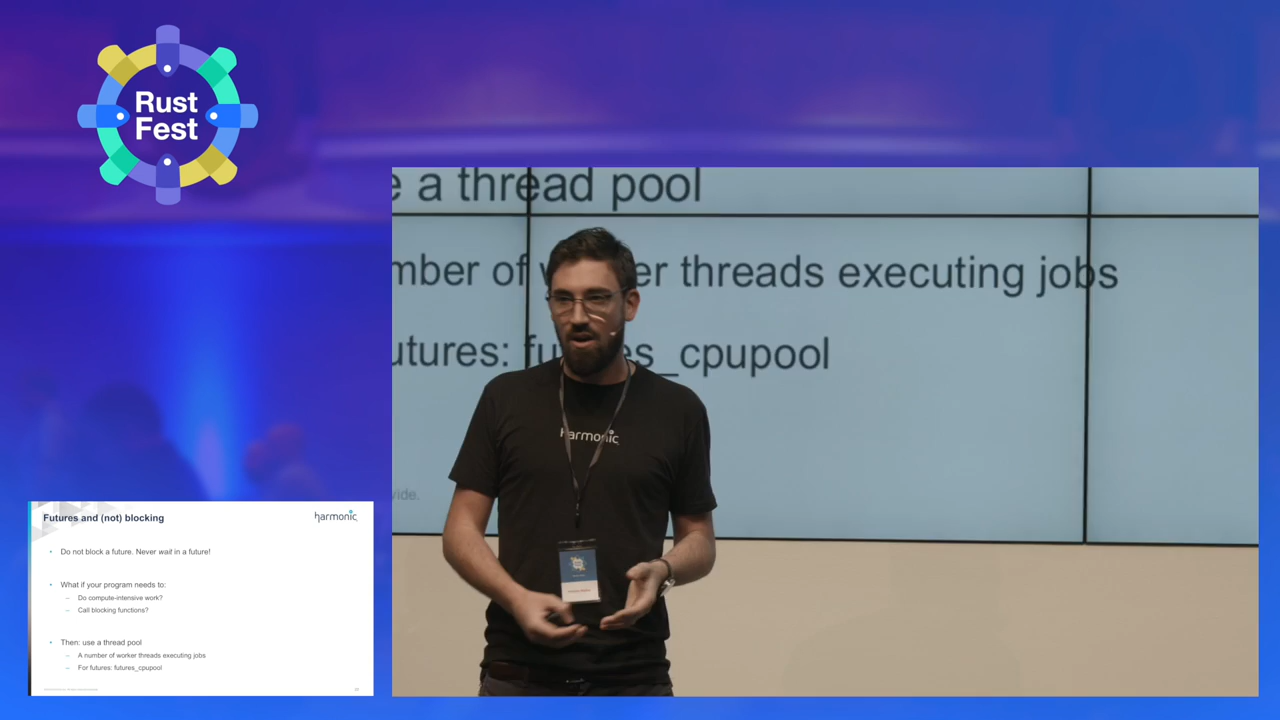 Rust
Fest
e a thread pool
mber of w er threads executing jobs
utures: fu es_cpupool
harmonic
vide.
Futures and (not) blocking
harmonic
• Do not block a future. Never wait in a future!
• What if your program needs to:
– Do compute-intensive work?
– Call blocking functions?
• Then: use a thread pool
– A number of worker threads executing jobs
– For futures: futures_cpupool